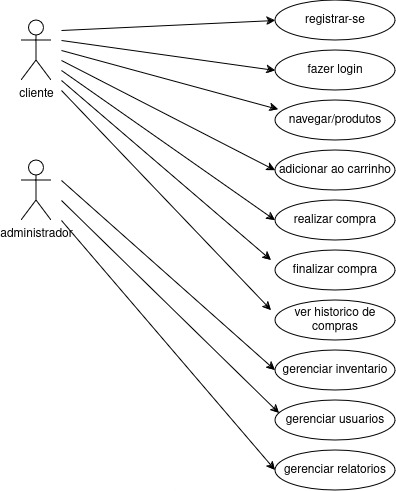 registrar-se
fazer login
cliente
navegar/produtos
adicionar ao carrinho
realizar compra
administrador
finalizar compra
ver historico de
compras
gerenciar inventario
gerenciar usuarios
gerenciar relatorios